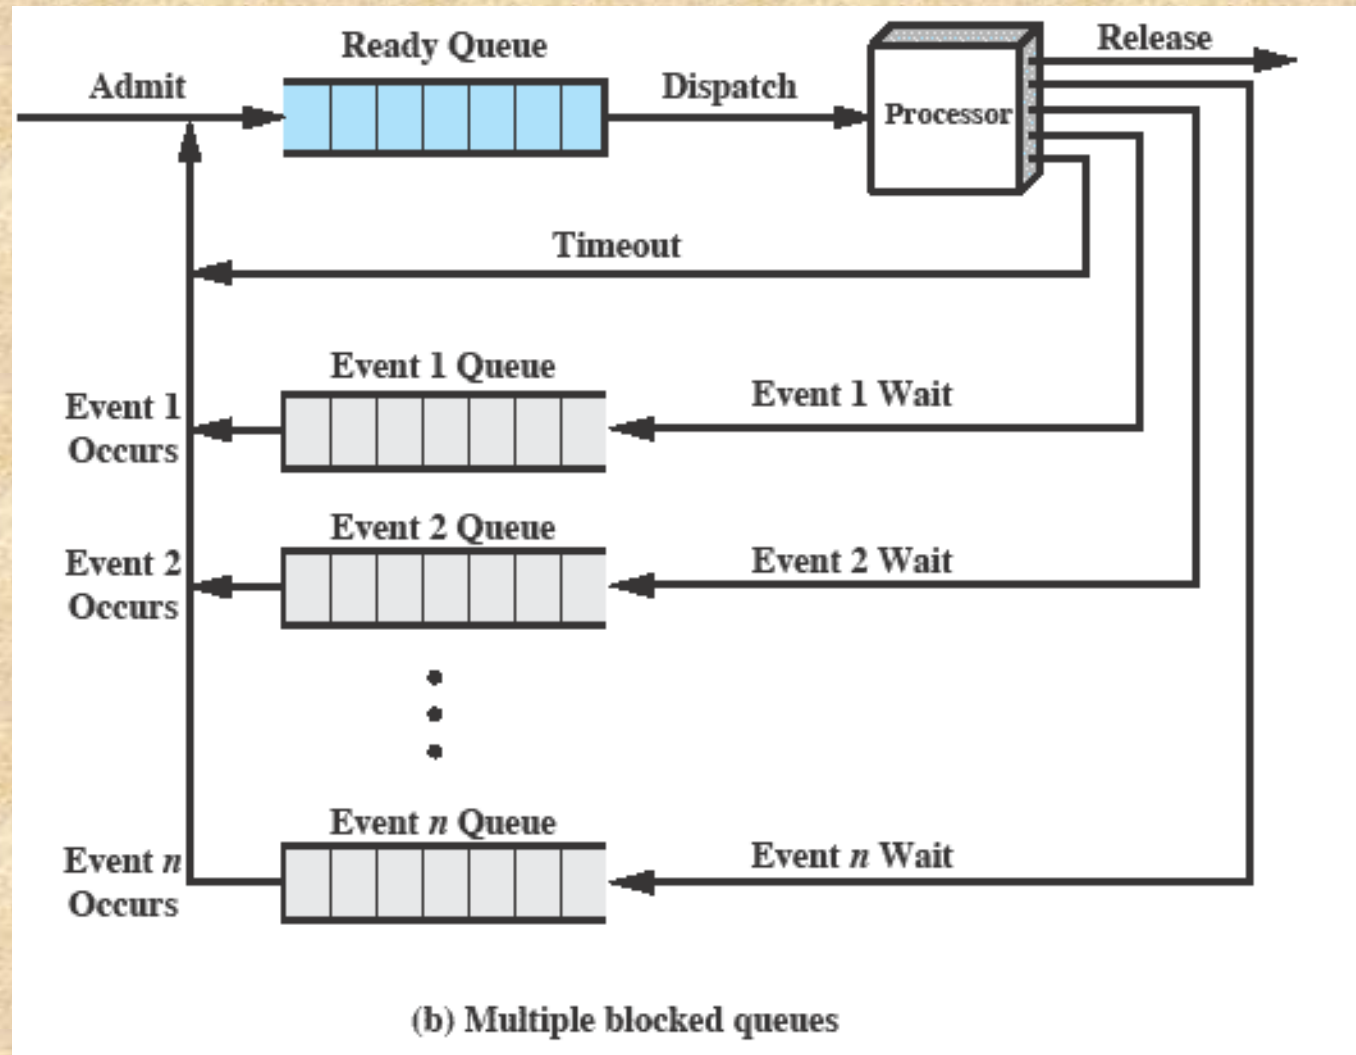 Ready Queue
Release
Admit
Dispatch
Processor
Timeout
Event 1 Queue
Event 1 Wait
Event 1
Occurs
Event 2 Queue
Event 2 Wait
Event 2
Occurs
Event n Queue
Event n Wait
Event n
Occurs
(b) Multiple blocked queues